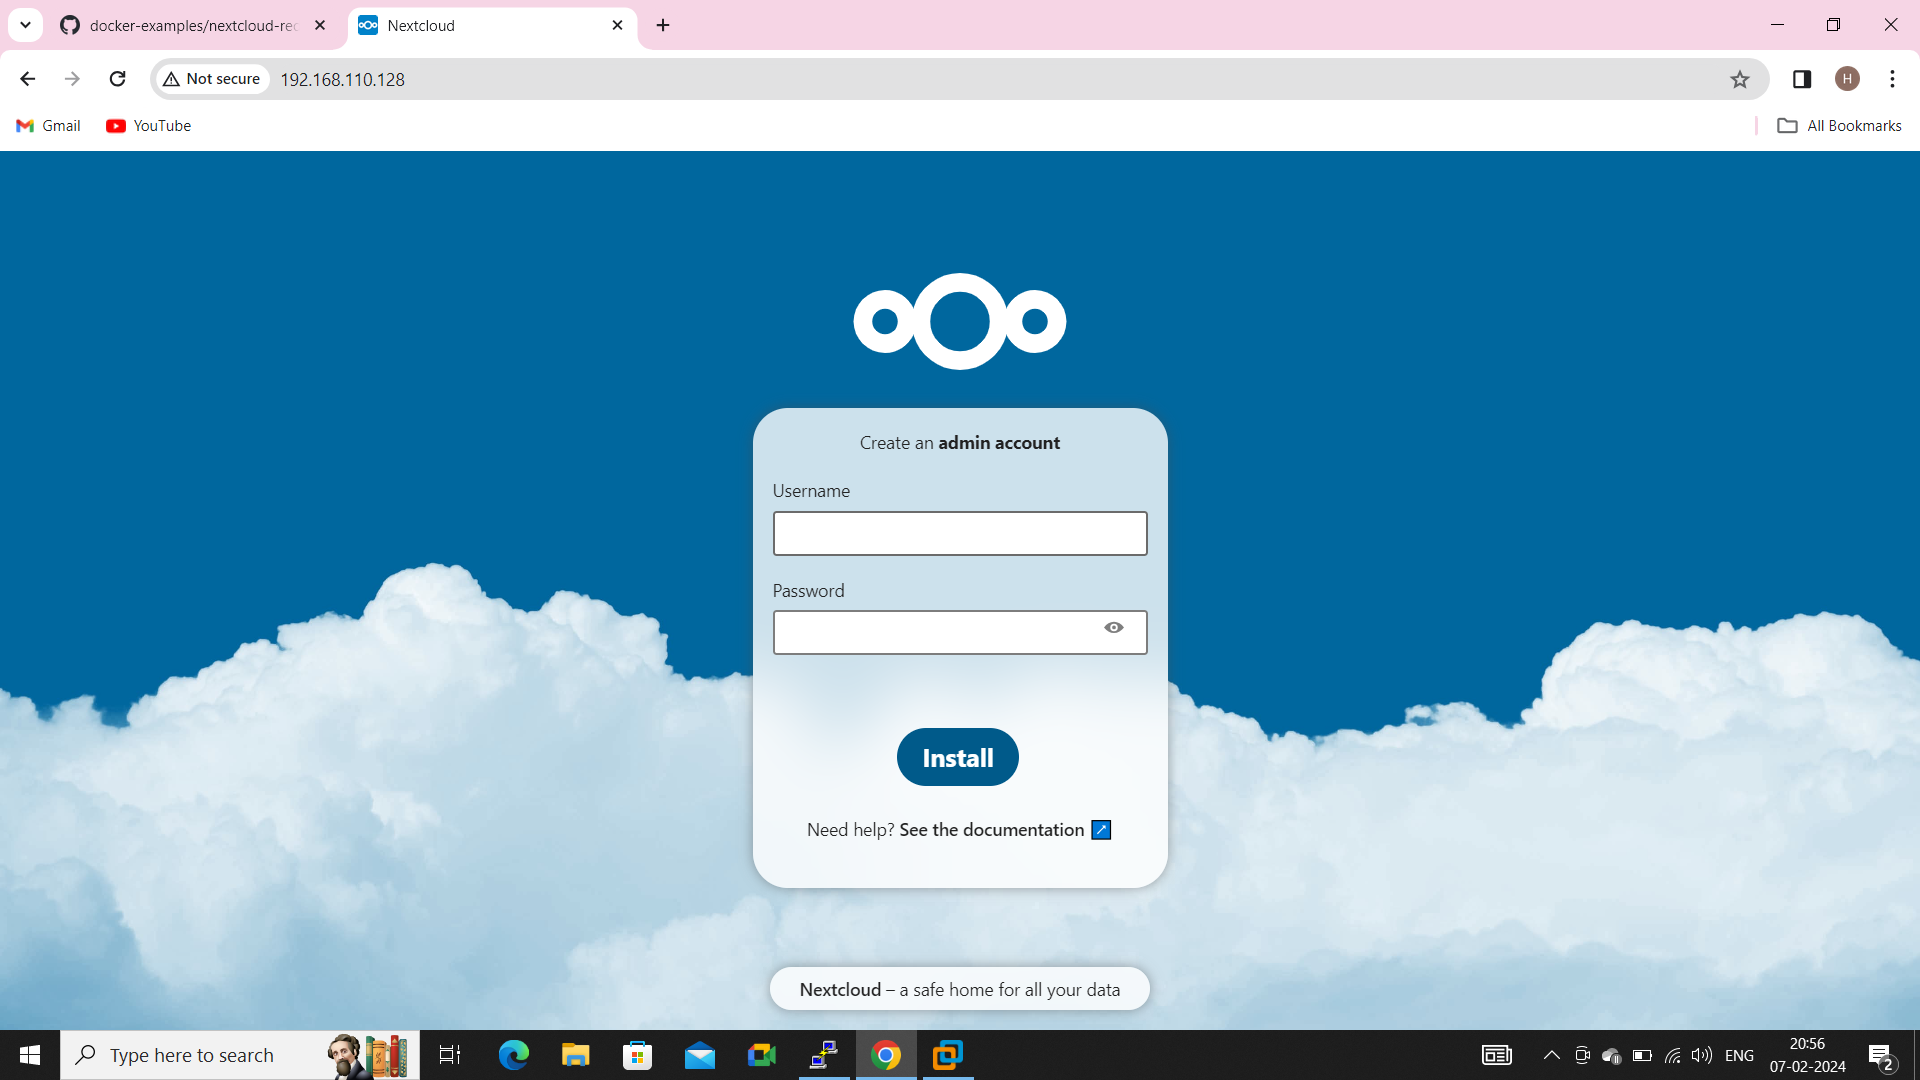 docker-examples/nextcloud-rec
Nextcloud
Not secure
192.168.110.128
H
Gmail
YouTube
All Bookmarks
Create an admin account
Username
Password
Install
Need help? See the documentation
Nextcloud – a safe home for all your data
Type here to search
ENG
20:56
07-02-2024
2